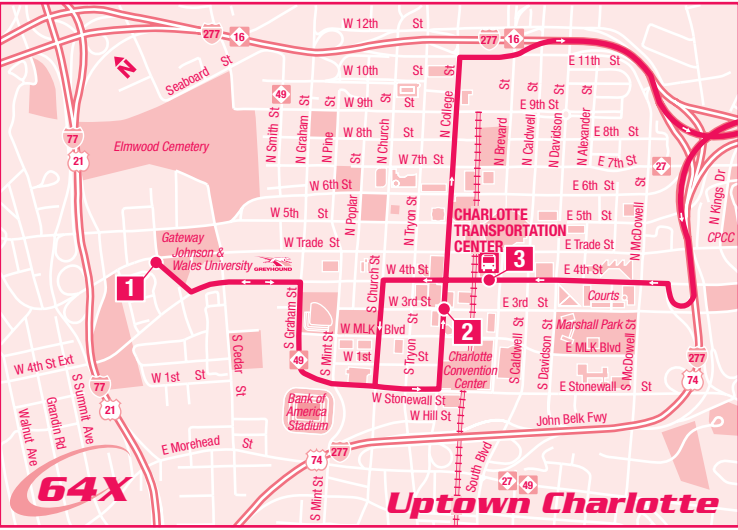 W 12th St
277
16
277
16
N
Seaboard St
W 10th St
E 11th St
49
77
21
Elmwood Cemetery
N Smith St
N Graham St
N Pine St
W 9th St
W 8th St
N Church St
W 7th St
N College St
N Brevard St
E 9th St
N Caldwell St
N Davidson St
N Alexander St
E 8th St
E 7th St
27
W 6th St
N Poplar St
N Tryon St
E 6th St
W 5th St
E 5th St
N McDowell St
N Kings Dr
CPCC
Gateway
Johnson &
Wales University
W Trade St
E Trade St
GREYHOUND
CHARLOTTE
TRANSPORTATION
CENTER
3
1
W 4th St
E 4th St
S Graham St
S Church St
W 3rd St
E 3rd St
Courts
2
S Mint St
W MLK Blvd
Marshall Park
E MLK Blvd
49
W 1st St
S Tryon St
Charlotte
Convention
Center
S Caldwell St
S Davidson St
S McDowell St
W 4th St Ext
S Cedar St
W 1st St
277
74
77
21
S Summit Ave
Grandin Rd
Walnut Ave
Bank of
America
Stadium
W Stonewall St
E Stonewall St
W Hill St
John Belk Fwy
E Morehead St
277
74
S Mint St
South Blvd
27
49
64X
Uptown Charlotte